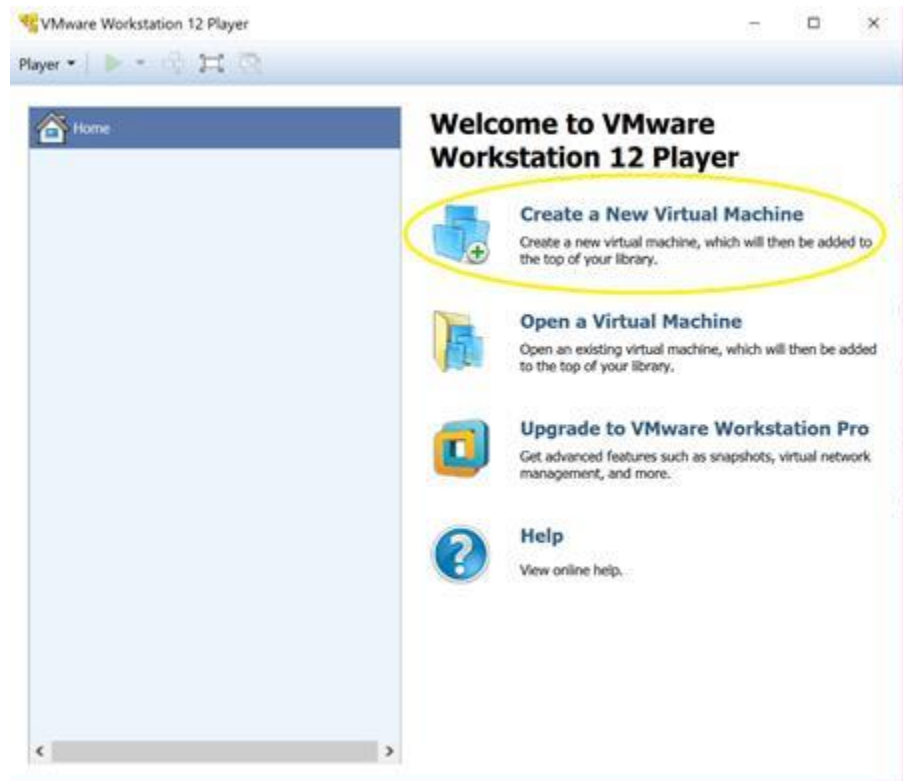 VMware Workstation 12 Player
Player
Home
Welcome to VMware
Workstation 12 Player
Create a New Virtual Machine
Create a new virtual machine, which will then be added to
the top of your library.
Open a Virtual Machine
Open an existing virtual machine, which will then be added
to the top of your library.
Upgrade to VMware Workstation Pro
Get advanced features such as snapshots, virtual network
management, and more.
Help
View online help.